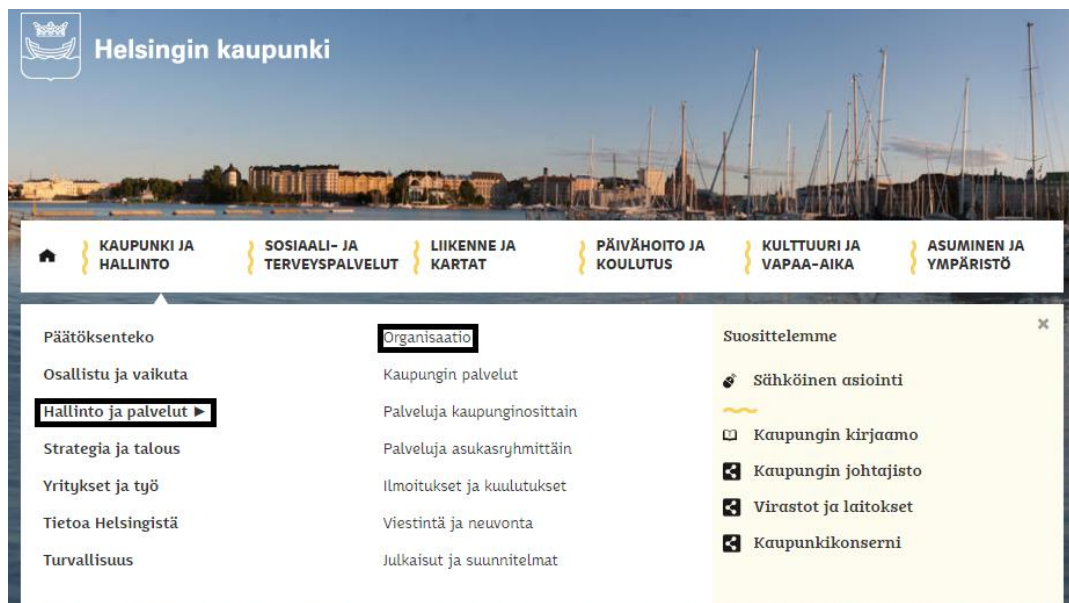 Helsingin kaupunki
KAUPUNKI JA
HALLINTO
SOSIAALI- JA
TERVEYSPALVELUT
LIIKENNE JA
KARTAT
PÄIVÄHOITO JA
KOULUTUS
KULTTUURI JA
VAPAA-AIKA
ASUMINEN JA
YMPÄRISTÖ
Päätöksenteko
Osallistu ja vaikuta
Hallinto ja palvelut ►
Strategia ja talous
Yritykset ja työ
Tietoa Helsingistä
Turvallisuus
Organisaatio
Kaupungin palvelut
Palveluja kaupunginosittain
Palveluja asukasryhmittäin
Ilmoitukset ja kuulutukset
Viestintä ja neuvonta
Julkaisut ja suunnitelmat
Suosittelemme
Sähköinen asiointi
Kaupungin kirjaamo
Kaupungin johtajisto
Virastot ja laitokset
Kaupunkikonserni